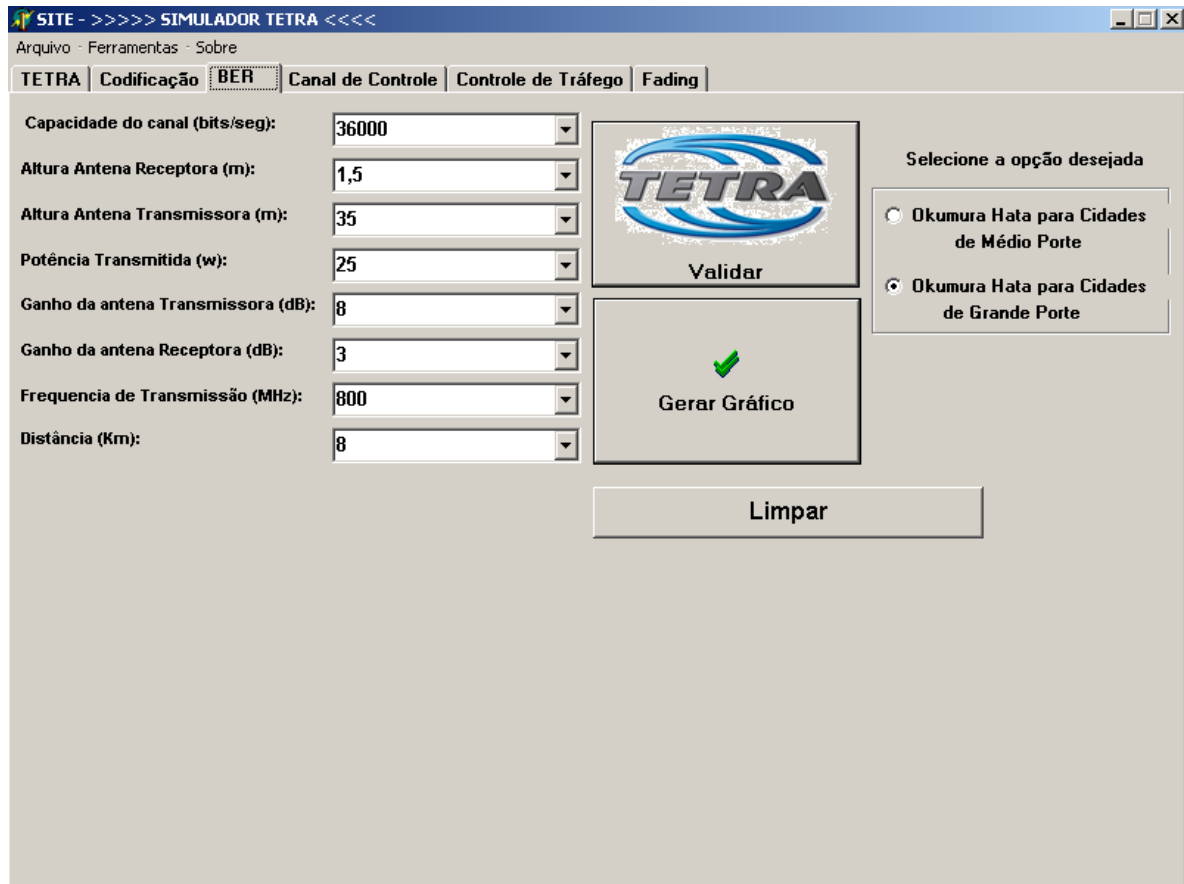 SITE - >>>>> SIMULADOR TETRA <<<<
Arquivo - Ferramentas - Sobre
TETRA Codificação BER Canal de Controle Controle de Tráfego Fading
Capacidade do canal (bits/seg): 36000
Altura Antena Receptora (m): 1,5
Altura Antena Transmissora (m): 35
Potência Transmitida (w): 25
Ganho da antena Transmissora (dB): 8
Ganho da antena Receptora (dB): 3
Frequencia de Transmissão (MHz): 800
Distância (Km): 8
TETRA
Validar
Gerar Gráfico
Limpar
Selecione a opção desejada
Okumura Hata para Cidades
de Médio Porte
Okumura Hata para Cidades
de Grande Porte